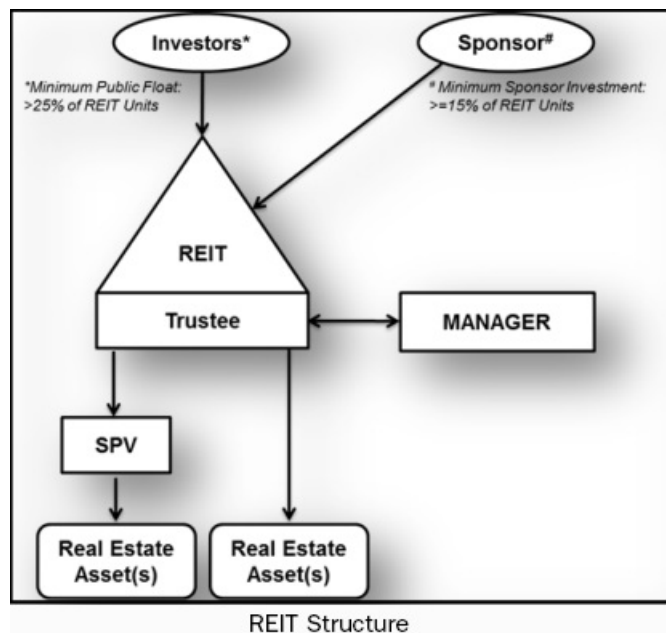 Investors*
Sponsor#
*Minimum Public Float:
>25% of REIT Units
# Minimum Sponsor Investment:
>=15% of REIT Units
REIT
Trustee
MANAGER
SPV
Real Estate
Asset(s)
Real Estate
Asset(s)
REIT Structure